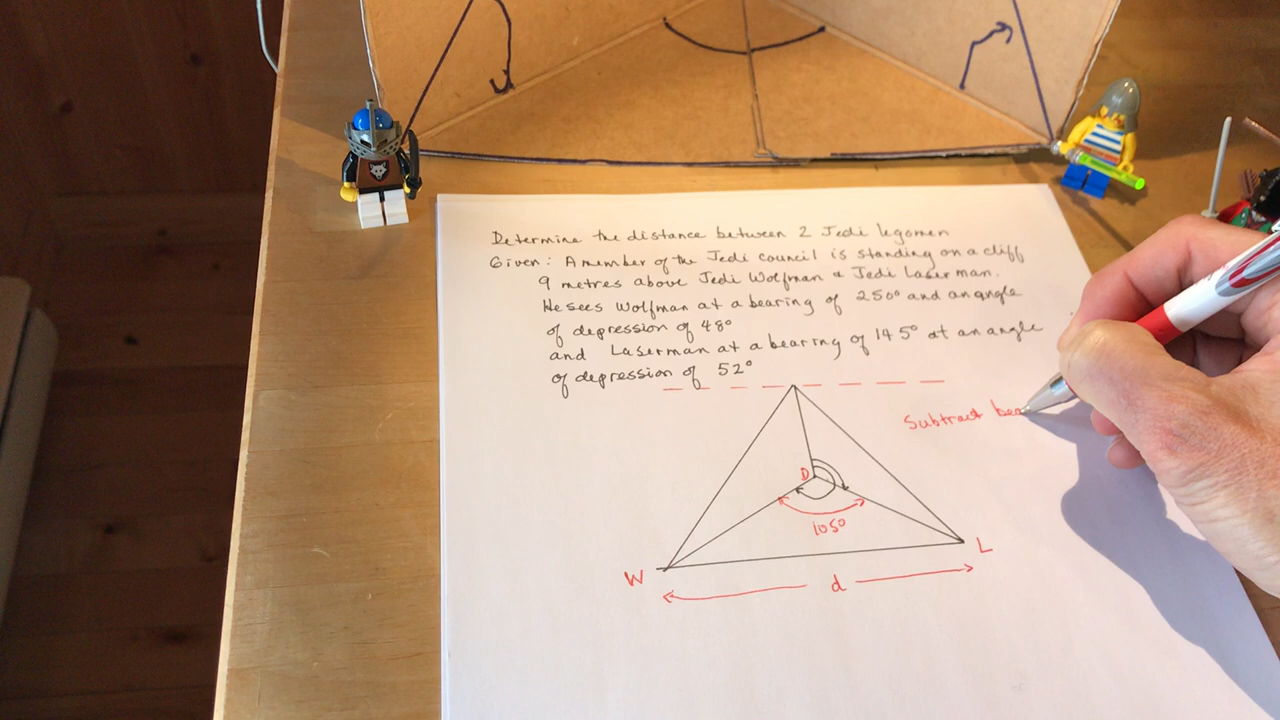 Determine the distance between 2 Jedi legomen
Given: A member of the Jedi council is standing on a cliff
9 metres above Jedi Wolfman & Jedi Laserman.
He sees Wolfman at a bearing of 250° and an angle
of depression of 48°
and Laserman at a bearing of 145° at an angle
of depression of 52°
Subtract bea
D
105°
W
L
d